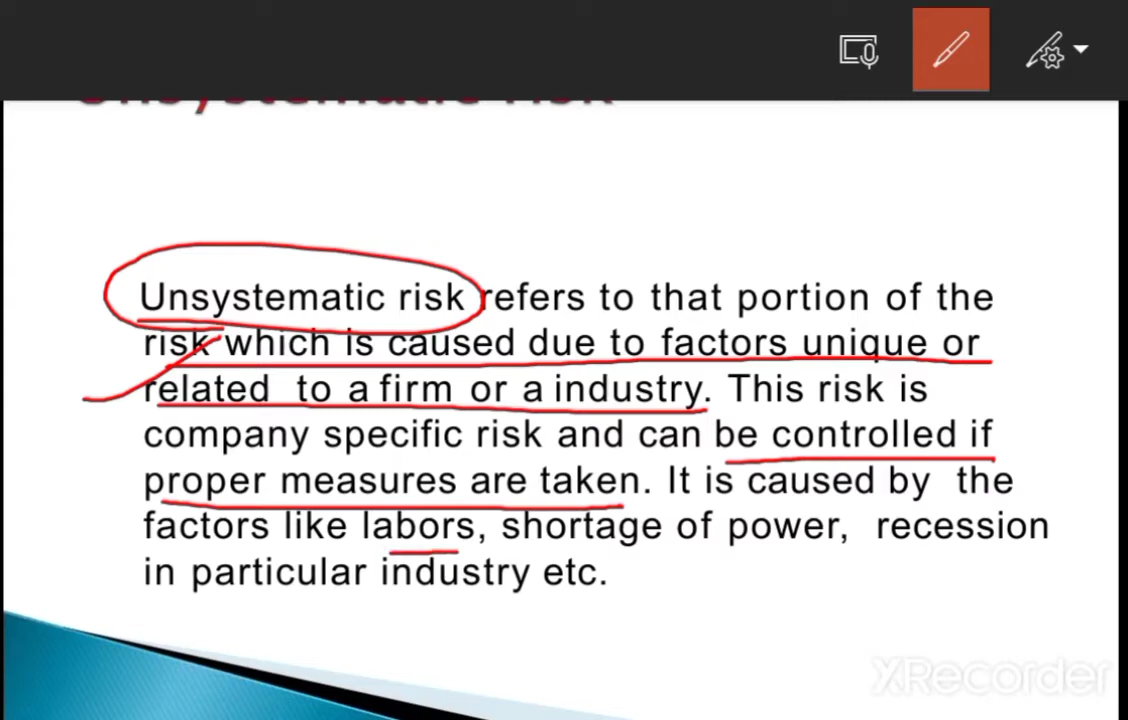 Unsystematic risk
Unsystematic risk refers to that portion of the
risk which is caused due to factors unique or
related to a firm or a industry. This risk is
company specific risk and can be controlled if
proper measures are taken. It is caused by the
factors like labors, shortage of power, recession
in particular industry etc.
XRecorder